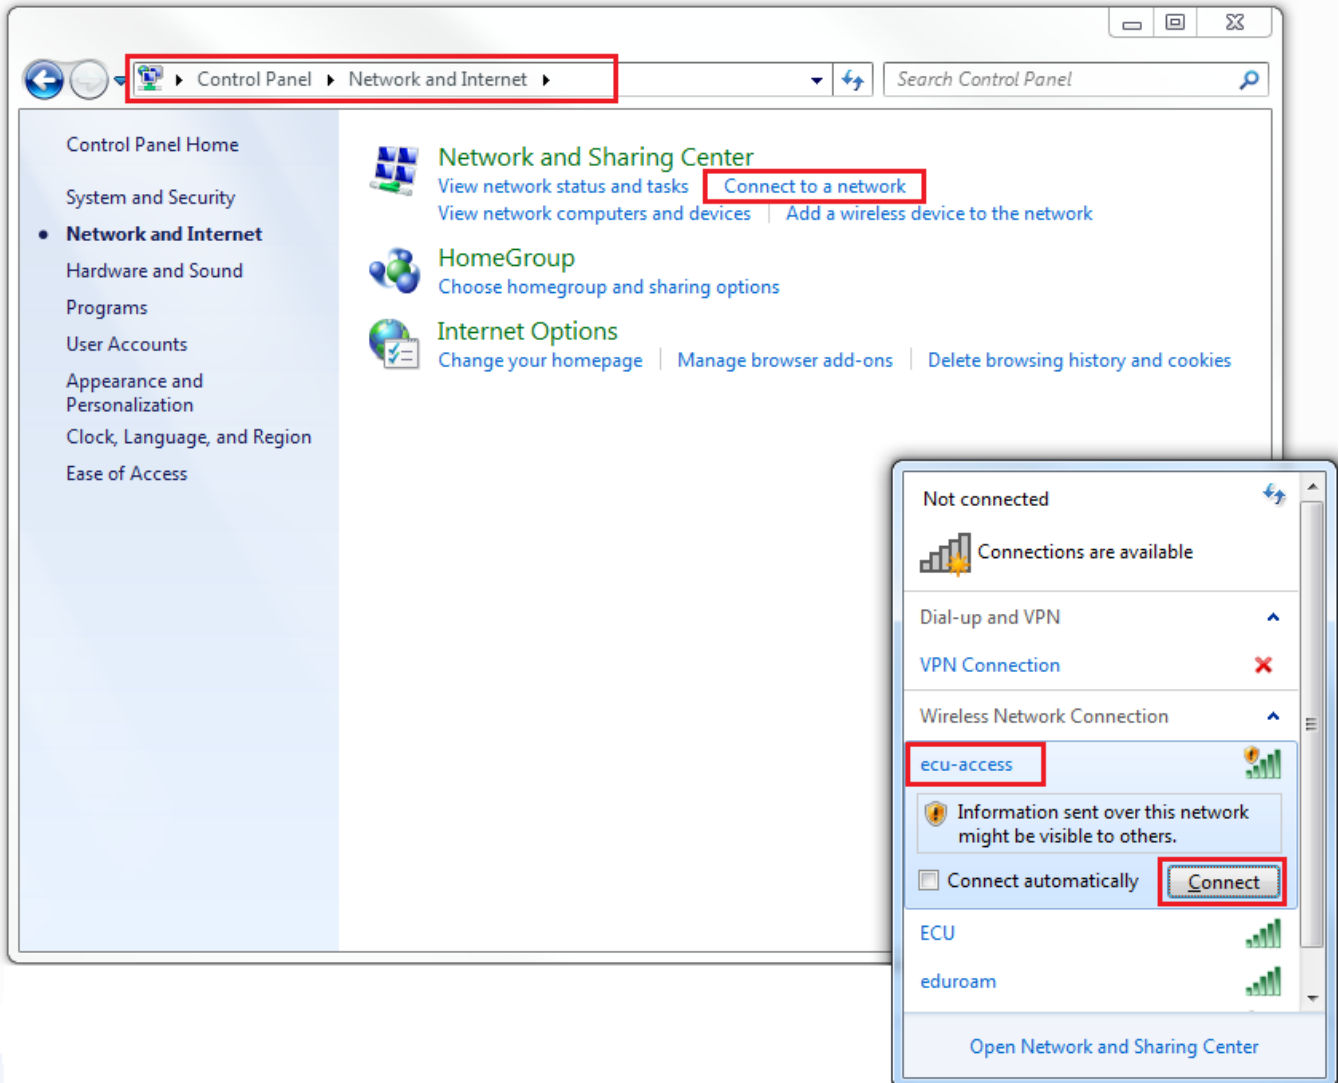 Control Panel Network and Internet
Search Control Panel
Control Panel Home
System and Security
Network and Internet
Hardware and Sound
Programs
User Accounts
Appearance and
Personalization
Clock, Language, and Region
Ease of Access
Network and Sharing Center
View network status and tasks Connect to a network
View network computers and devices Add a wireless device to the network
HomeGroup
Choose homegroup and sharing options
Internet Options
Change your homepage Manage browser add-ons Delete browsing history and cookies
Not connected
Connections are available
Dial-up and VPN
VPN Connection
Wireless Network Connection
ecu-access
Information sent over this network
might be visible to others.
Connect automatically Connect
ECU
eduroam
Open Network and Sharing Center